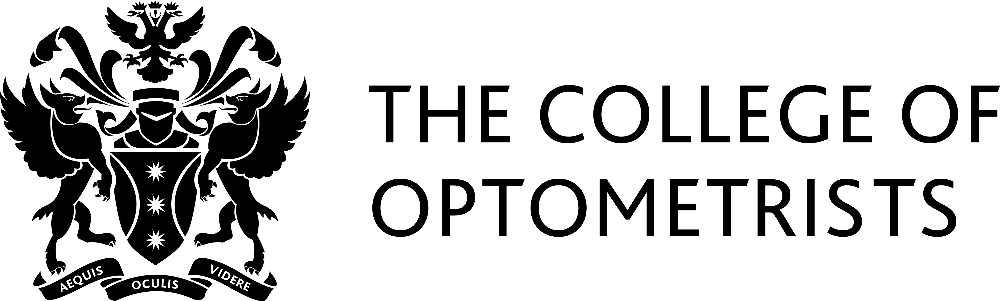 THE COLLEGE OF
OPTOMETRISTS
AEQUIS OCULIS VIDERE